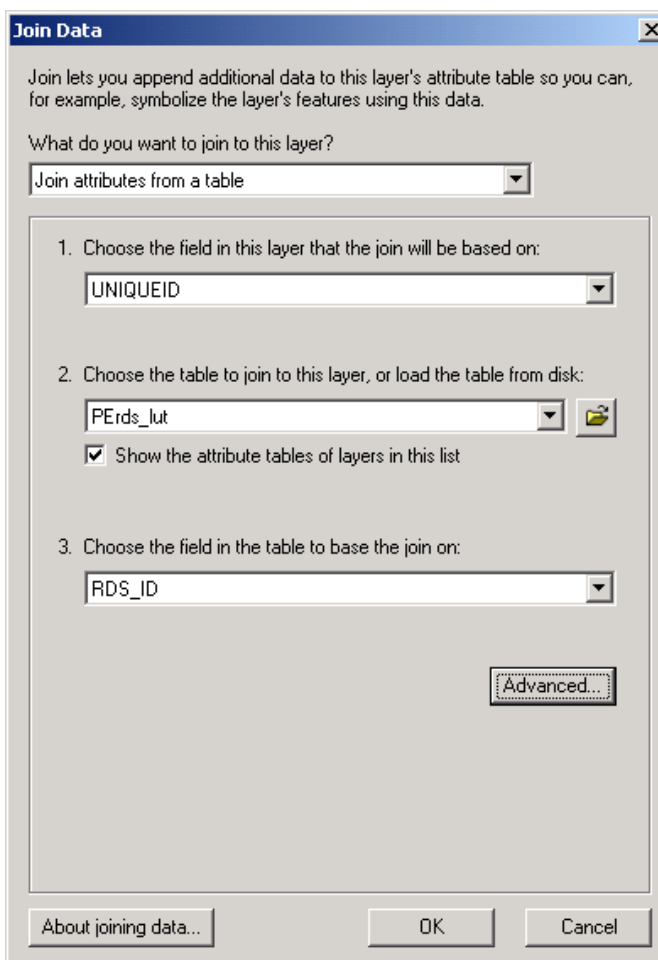 Join Data
Join lets you append additional data to this layer's attribute table so you can,
for example, symbolize the layer's features using this data.
What do you want to join to this layer?
Join attributes from a table
1. Choose the field in this layer that the join will be based on:
UNIQUEID
2. Choose the table to join to this layer, or load the table from disk:
PErds_lut
Show the attribute tables of layers in this list
3. Choose the field in the table to base the join on:
RDS_ID
Advanced...
About joining data... OK Cancel